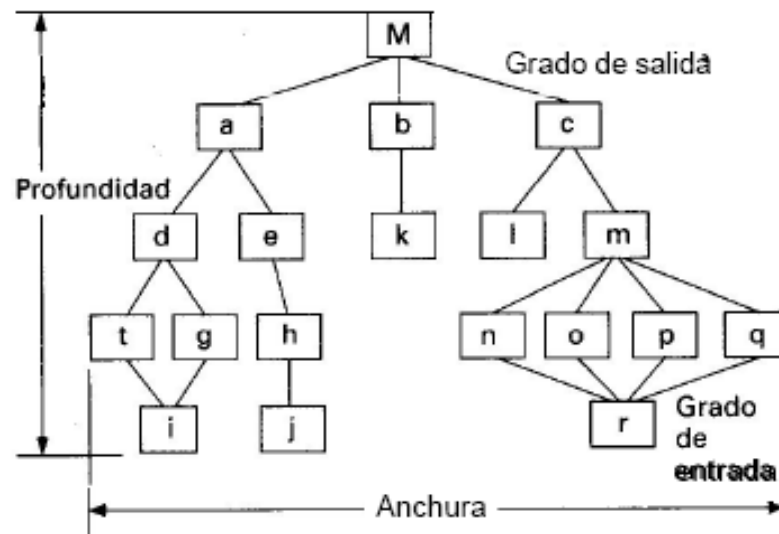 M
Grado de salida
a
b
c
Profundidad
d
e
k
l
m
t
g
h
n
o
p
q
i
j
r
Grado
de
entrada
Anchura